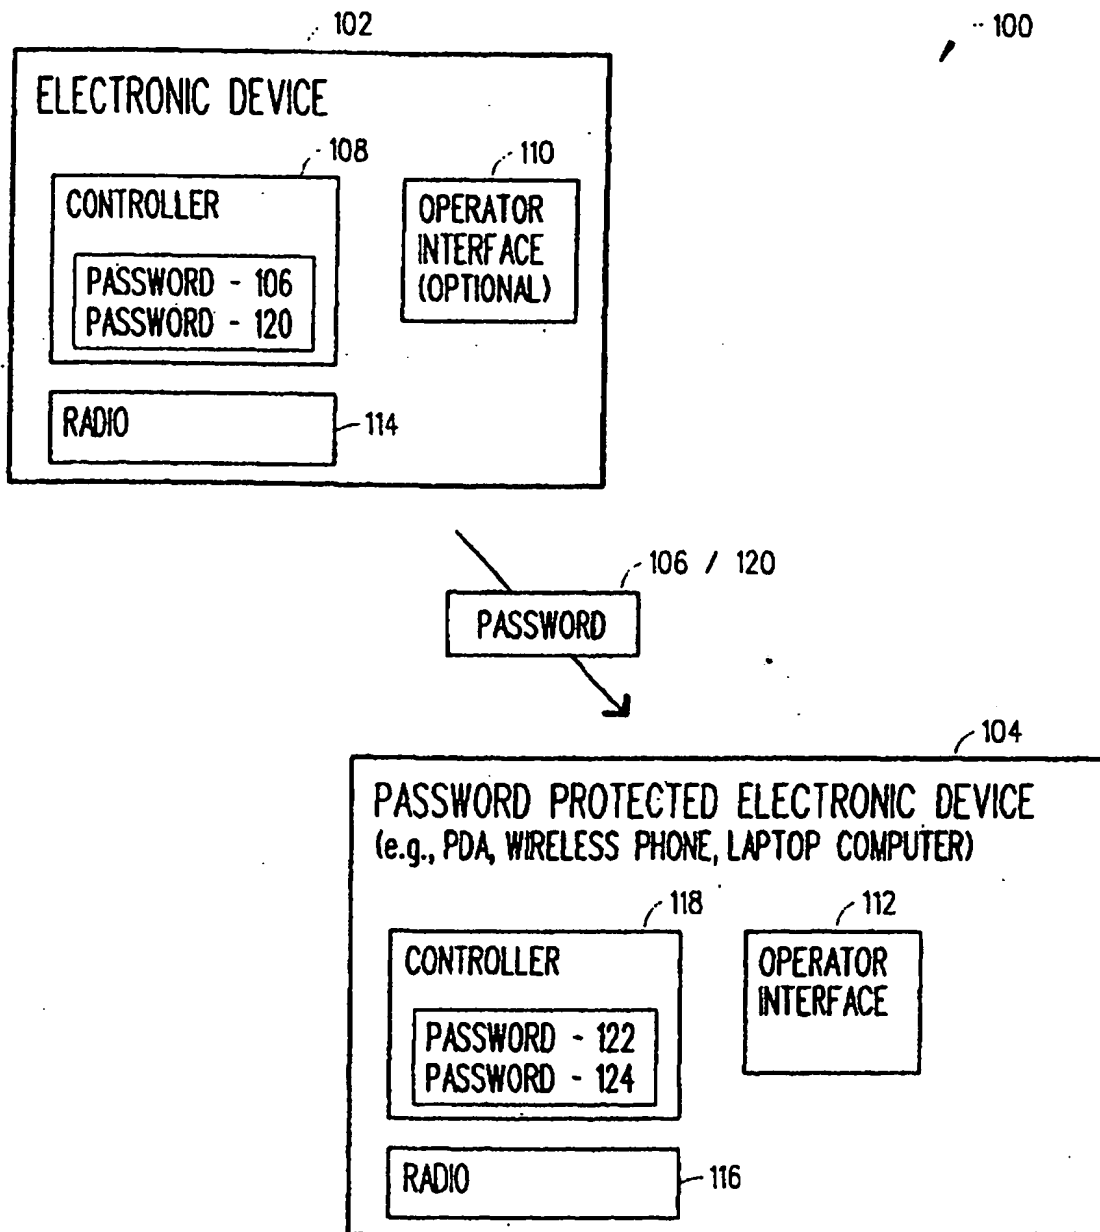 102
100
ELECTRONIC DEVICE
108
110
CONTROLLER
OPERATOR
INTERFACE
(OPTIONAL)
PASSWORD - 106
PASSWORD - 120
RADIO
114
106 / 120
PASSWORD
104
PASSWORD PROTECTED ELECTRONIC DEVICE
(e.g., PDA, WIRELESS PHONE, LAPTOP COMPUTER)
118
112
CONTROLLER
OPERATOR
INTERFACE
PASSWORD - 122
PASSWORD - 124
RADIO
116